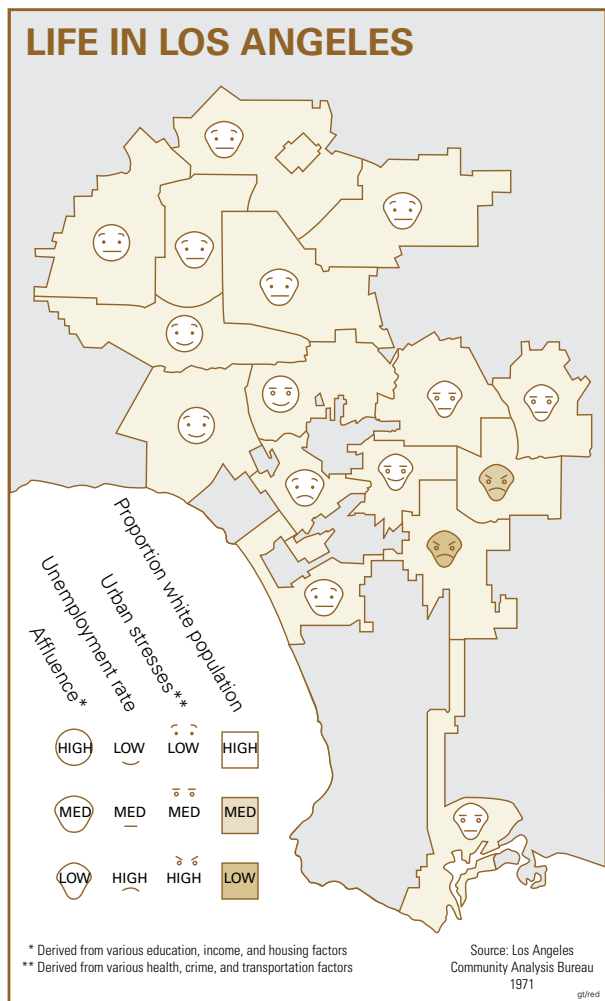 LIFE IN LOS ANGELES
Affluence*
Unemployment rate
Urban stresses**
Proportion white population
HIGH LOW LOW HIGH
MED MED MED MED
LOW HIGH HIGH LOW
* Derived from various education, income, and housing factors
** Derived from various health, crime, and transportation factors
Source: Los Angeles
Community Analysis Bureau
1971
gt/red